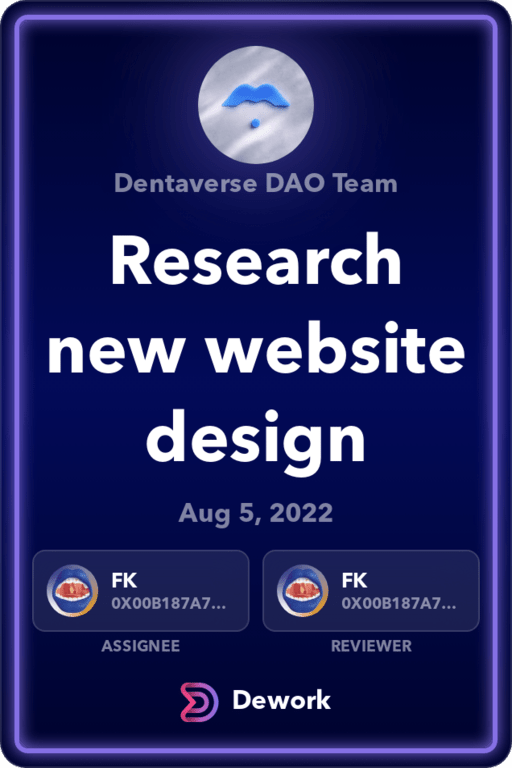 Dentaverse DAO Team
Research
new website
design
Aug 5, 2022
FK
0X00B187A7...
ASSIGNEE
FK
0X00B187A7...
REVIEWER
Dework